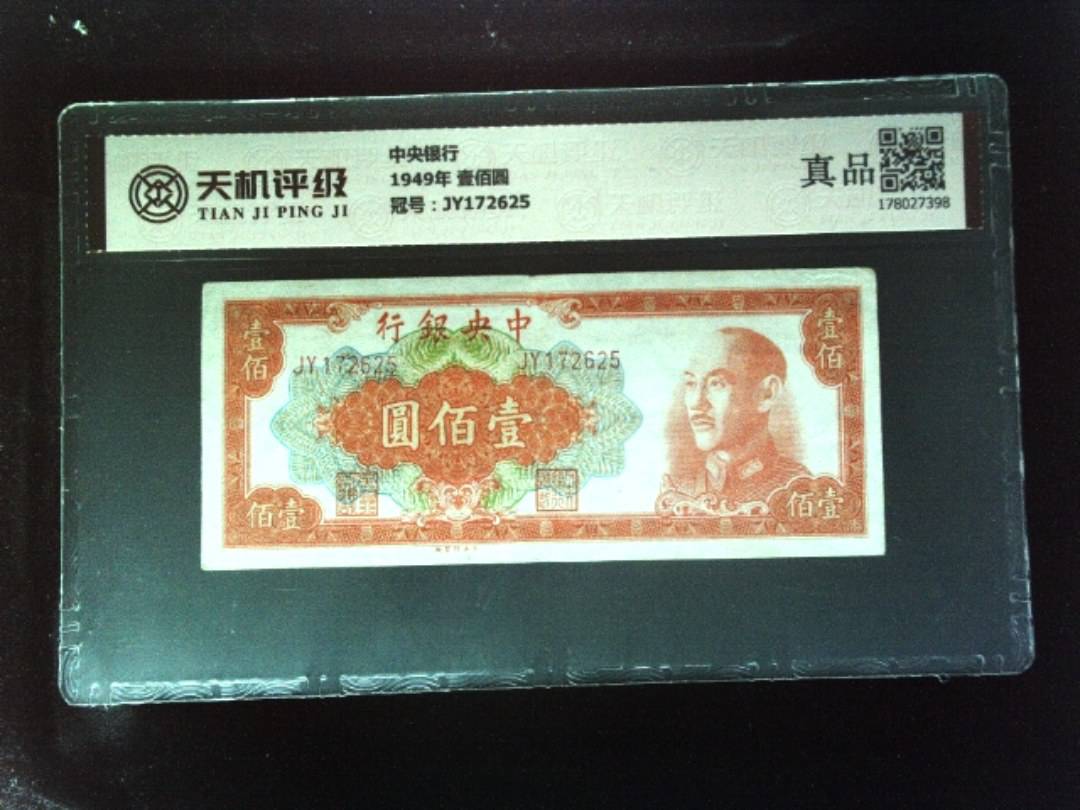 天机评级
TIAN JI PING JI
中央银行
1949年 壹佰圆
冠号：JY172625
真品
178027398
行銀央中
壹佰
壹佰
JY172625
JY172625
圓佰壹
佰壹
佰壹